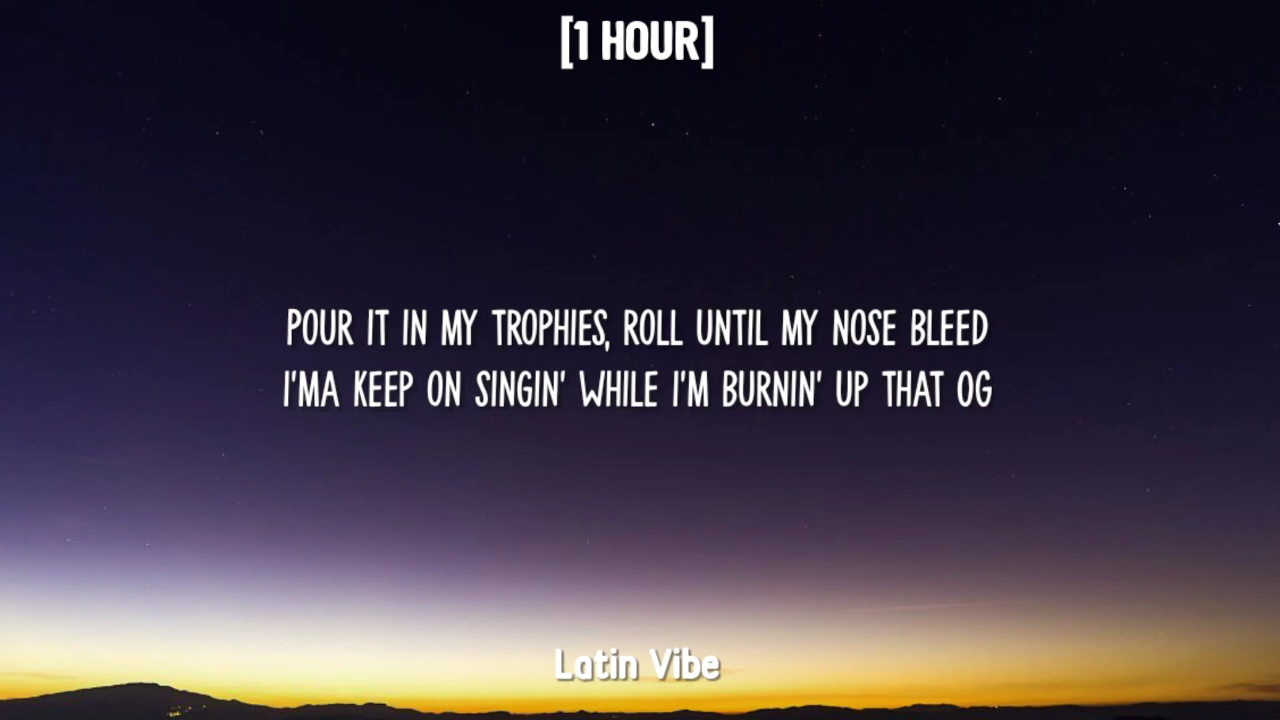 [1 HOUR]
POUR IT IN MY TROPHIES, ROLL UNTIL MY NOSE BLEED
I'MA KEEP ON SINGIN' WHILE I'M BURNIN' UP THAT OG
Latin Vibe